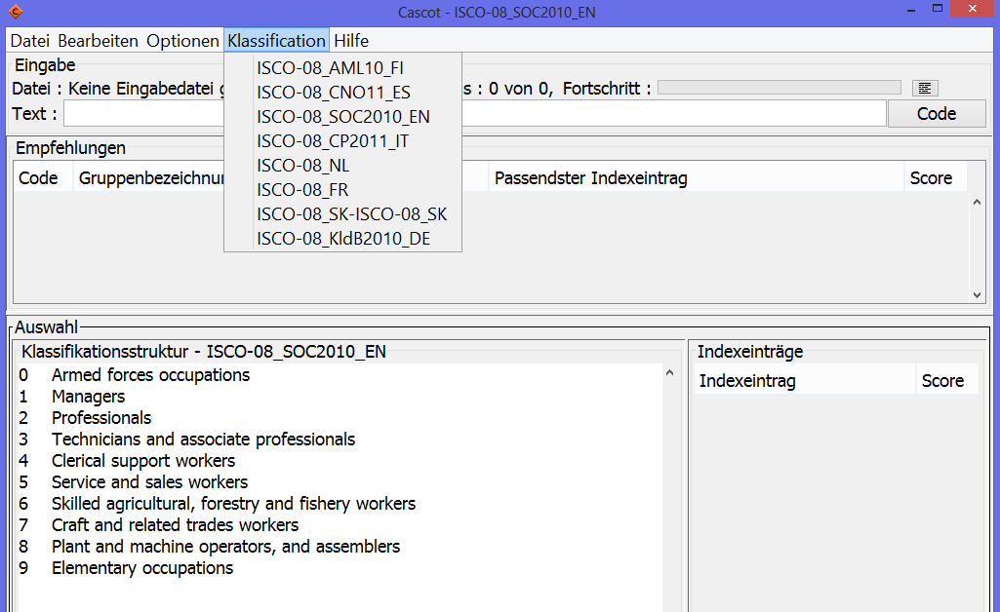 Cascot - ISCO-08_SOC2010_EN
Datei Bearbeiten Optionen Klassification Hilfe
Eingabe
Datei : Keine Eingabedatei s : 0 von 0, Fortschritt :
Text : Code
Empfehlungen
Code Passendster Indexeintrag Score
ISCO-08_AML10_FI
ISCO-08_CNO11_ES
ISCO-08_SOC2010_EN
ISCO-08_CP2011_IT
ISCO-08_NL
ISCO-08_FR
ISCO-08_SK-ISCO-08_SK
ISCO-08_KldB2010_DE
Auswahl
Klassifikationsstruktur - ISCO-08_SOC2010_EN
0 Armed forces occupations
1 Managers
2 Professionals
3 Technicians and associate professionals
4 Clerical support workers
5 Service and sales workers
6 Skilled agricultural, forestry and fishery workers
7 Craft and related trades workers
8 Plant and machine operators, and assemblers
9 Elementary occupations
Indexeinträge
Indexeintrag Score